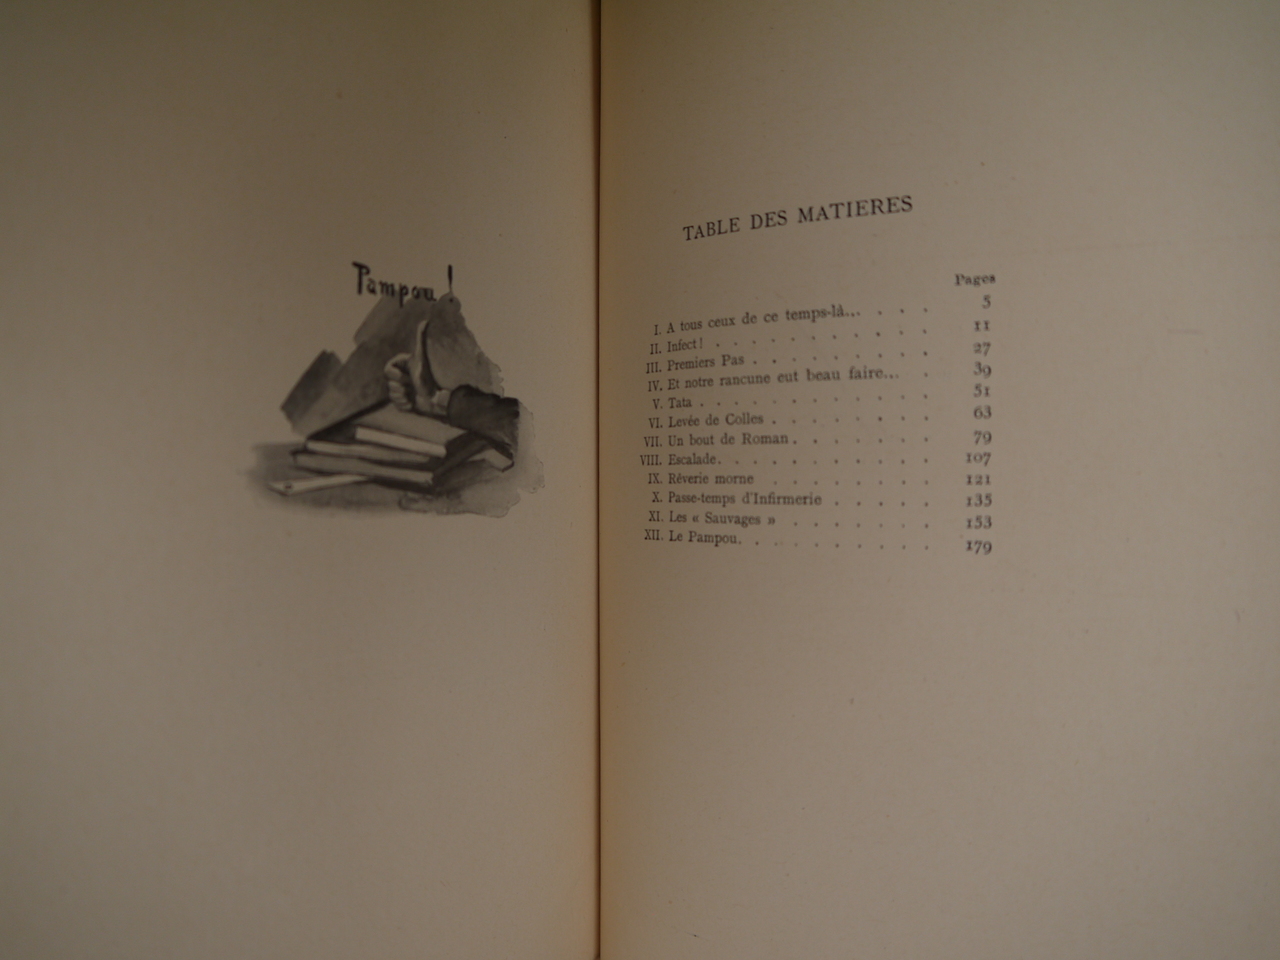 Pampou!
TABLE DES MATIERES
Pages
I. A tous ceux de ce temps-là... . . . 5
II. Infect! . . . . . . . . . . 11
III. Premiers Pas . . . . . . . . 27
IV. Et notre rancune eut beau faire... . 39
V. Tata . . . . . . . . . . 51
VI. Levée de Colles . . . . . . . 63
VII. Un bout de Roman . . . . . . 79
VIII. Escalade. . . . . . . . . . 107
IX. Rêverie morne . . . . . . . 121
X. Passe-temps d'Infirmerie . . . . . 135
XI. Les « Sauvages » . . . . . . 153
XII. Le Pampou. . . . . . . . . 179